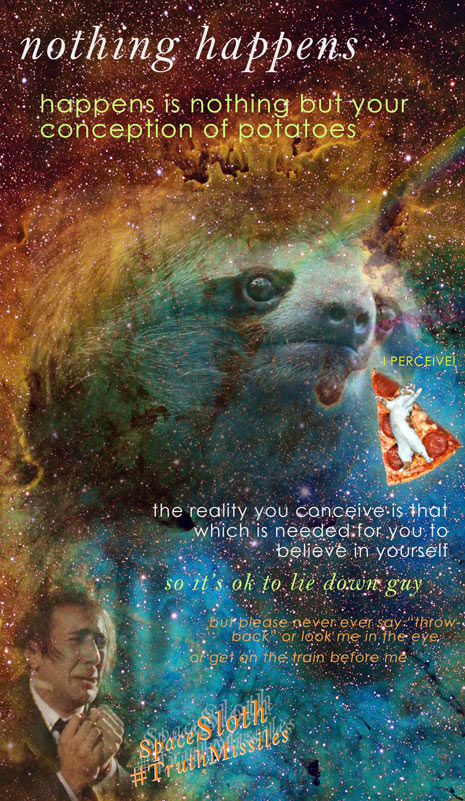 nothing happens
happens is nothing but your
conception of potatoes
I PERCEIVE!
the reality you conceive is that
which is needed for you to
believe in yourself
so it's ok to lie down guy
but please never ever say "throw
back" or look me in the eye
or get on the train before me
SpaceSloth
#TruthMissiles